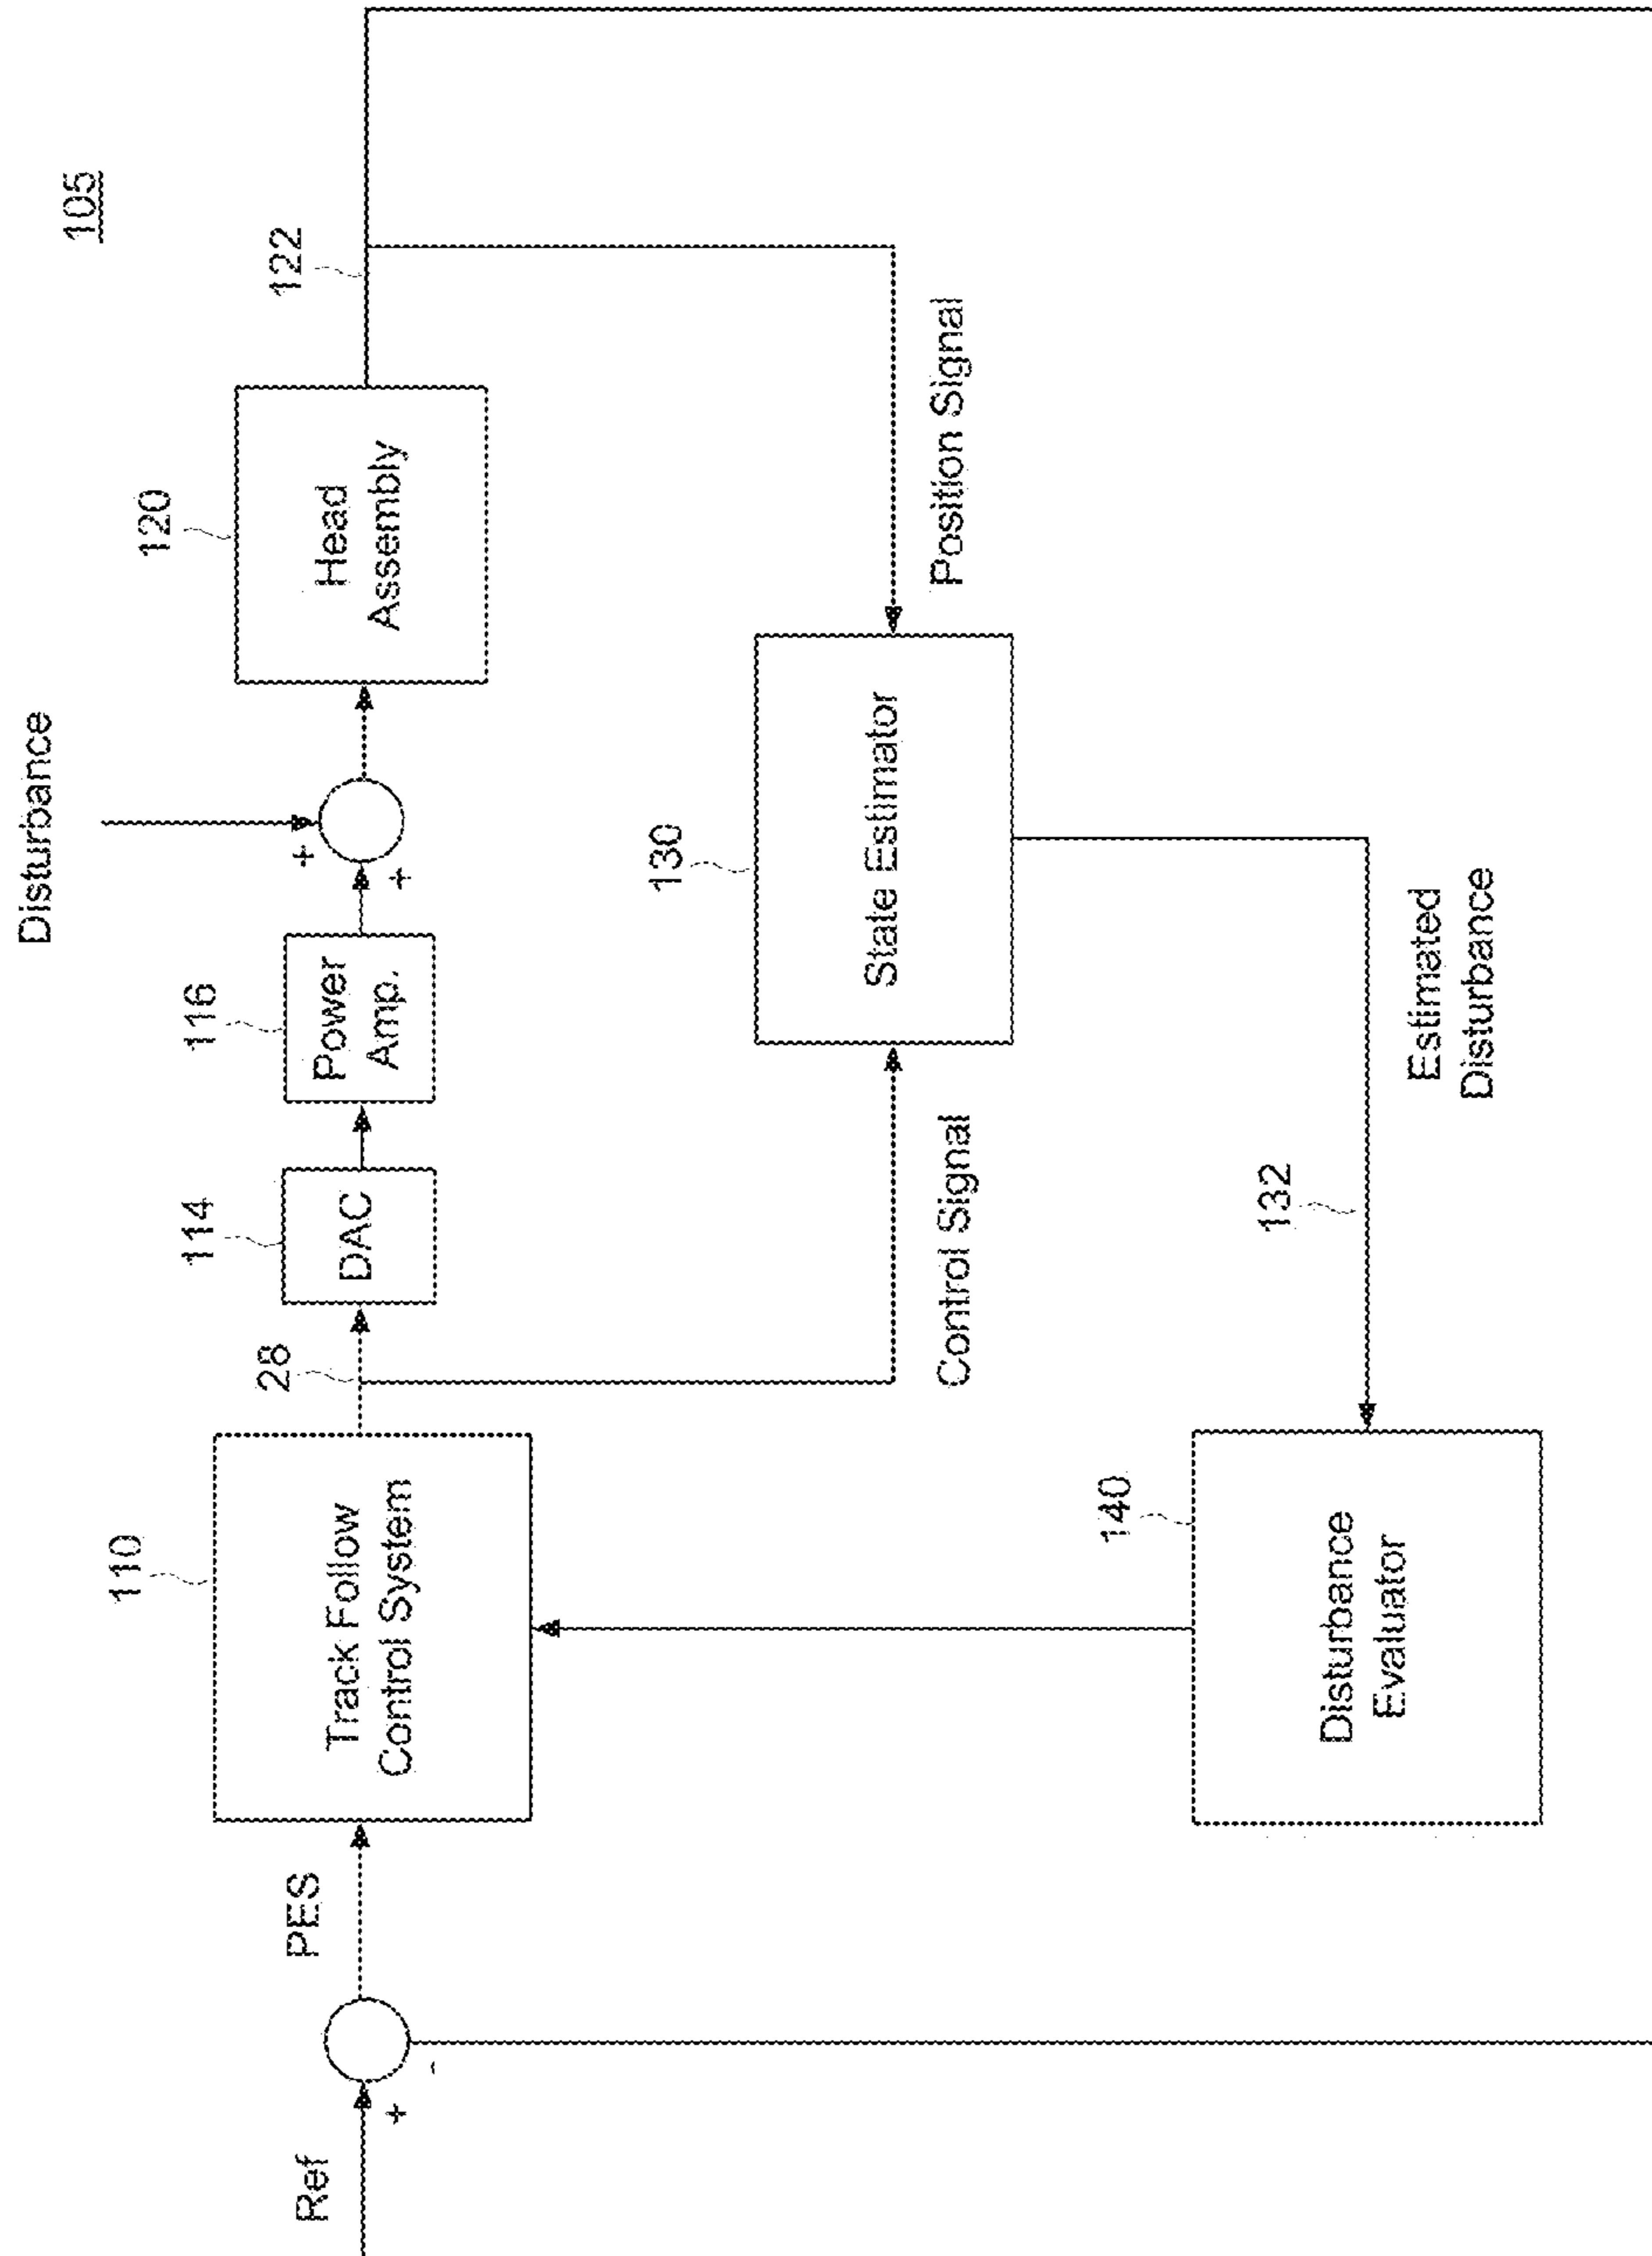 105
Disturbance
110
28
114
116
120
122
Ref
+
-
PES
Track Follow
Control System
DAC
Power
Amp.
+
+
Head
Assembly
130
Control Signal
State Estimator
Position Signal
140
132
Disturbance
Evaluator
Estimated
Disturbance